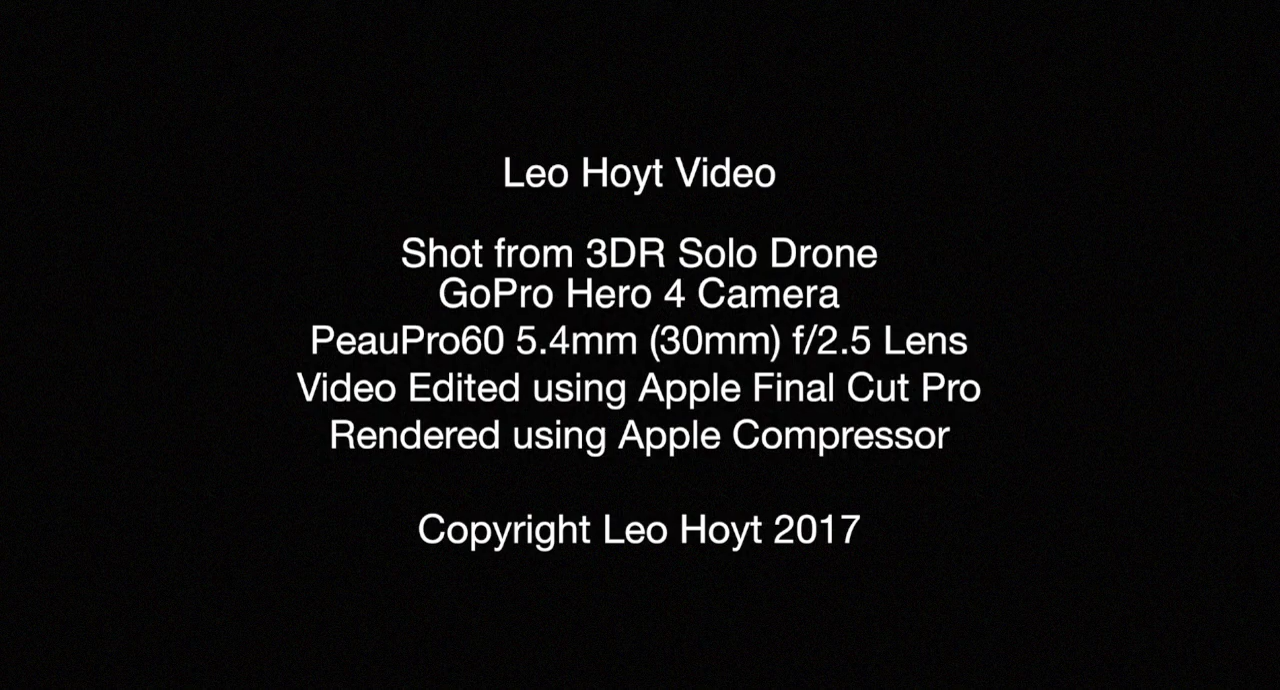 Leo Hoyt Video
Shot from 3DR Solo Drone
GoPro Hero 4 Camera
PeauPro60 5.4mm (30mm) f/2.5 Lens
Video Edited using Apple Final Cut Pro
Rendered using Apple Compressor
Copyright Leo Hoyt 2017